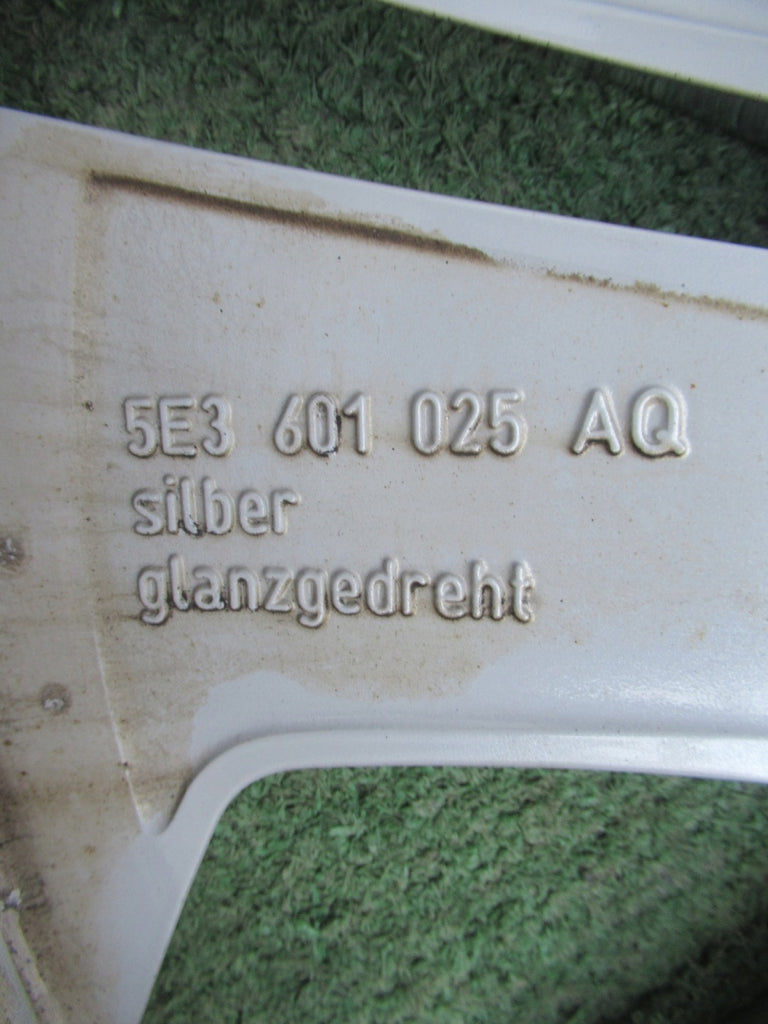 5E3 601 025 AQ
silber
glanzgedreht